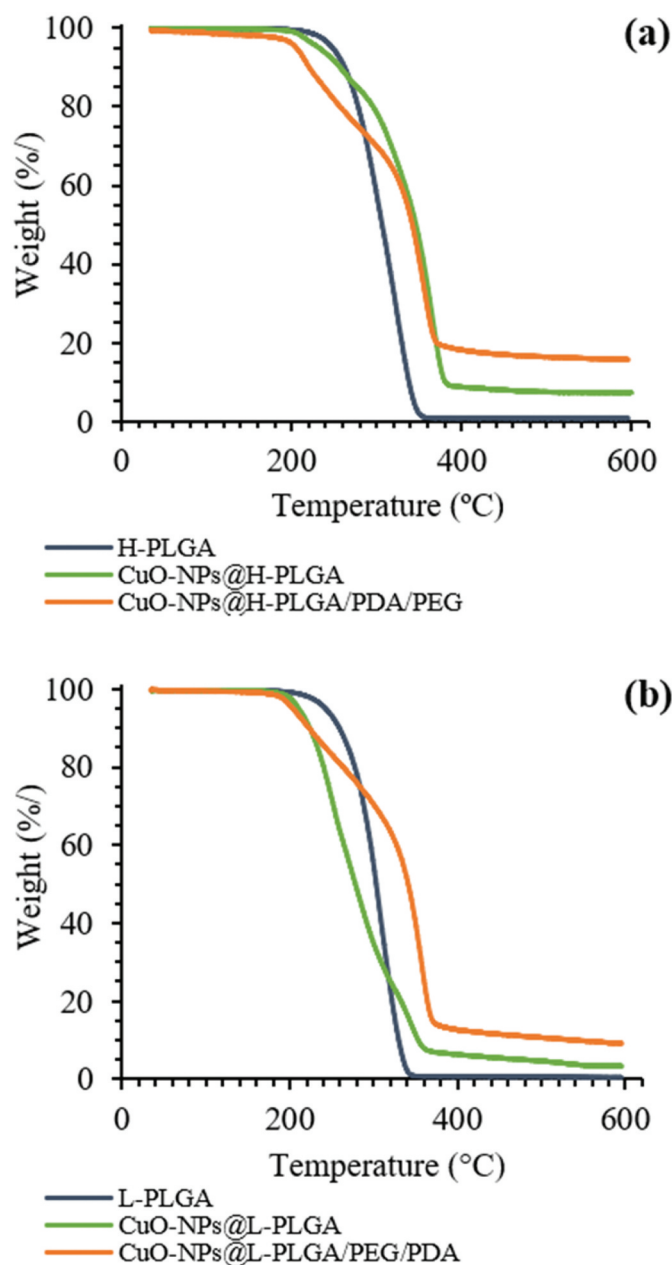 (a)
100
80
60
40
20
0
Weight (%/)
0 200 400 600
Temperature (ºC)
H-PLGA
CuO-NPs@H-PLGA
CuO-NPs@H-PLGA/PDA/PEG
(b)
100
80
60
40
20
0
Weight (%/)
0 200 400 600
Temperature (°C)
L-PLGA
CuO-NPs@L-PLGA
CuO-NPs@L-PLGA/PEG/PDA